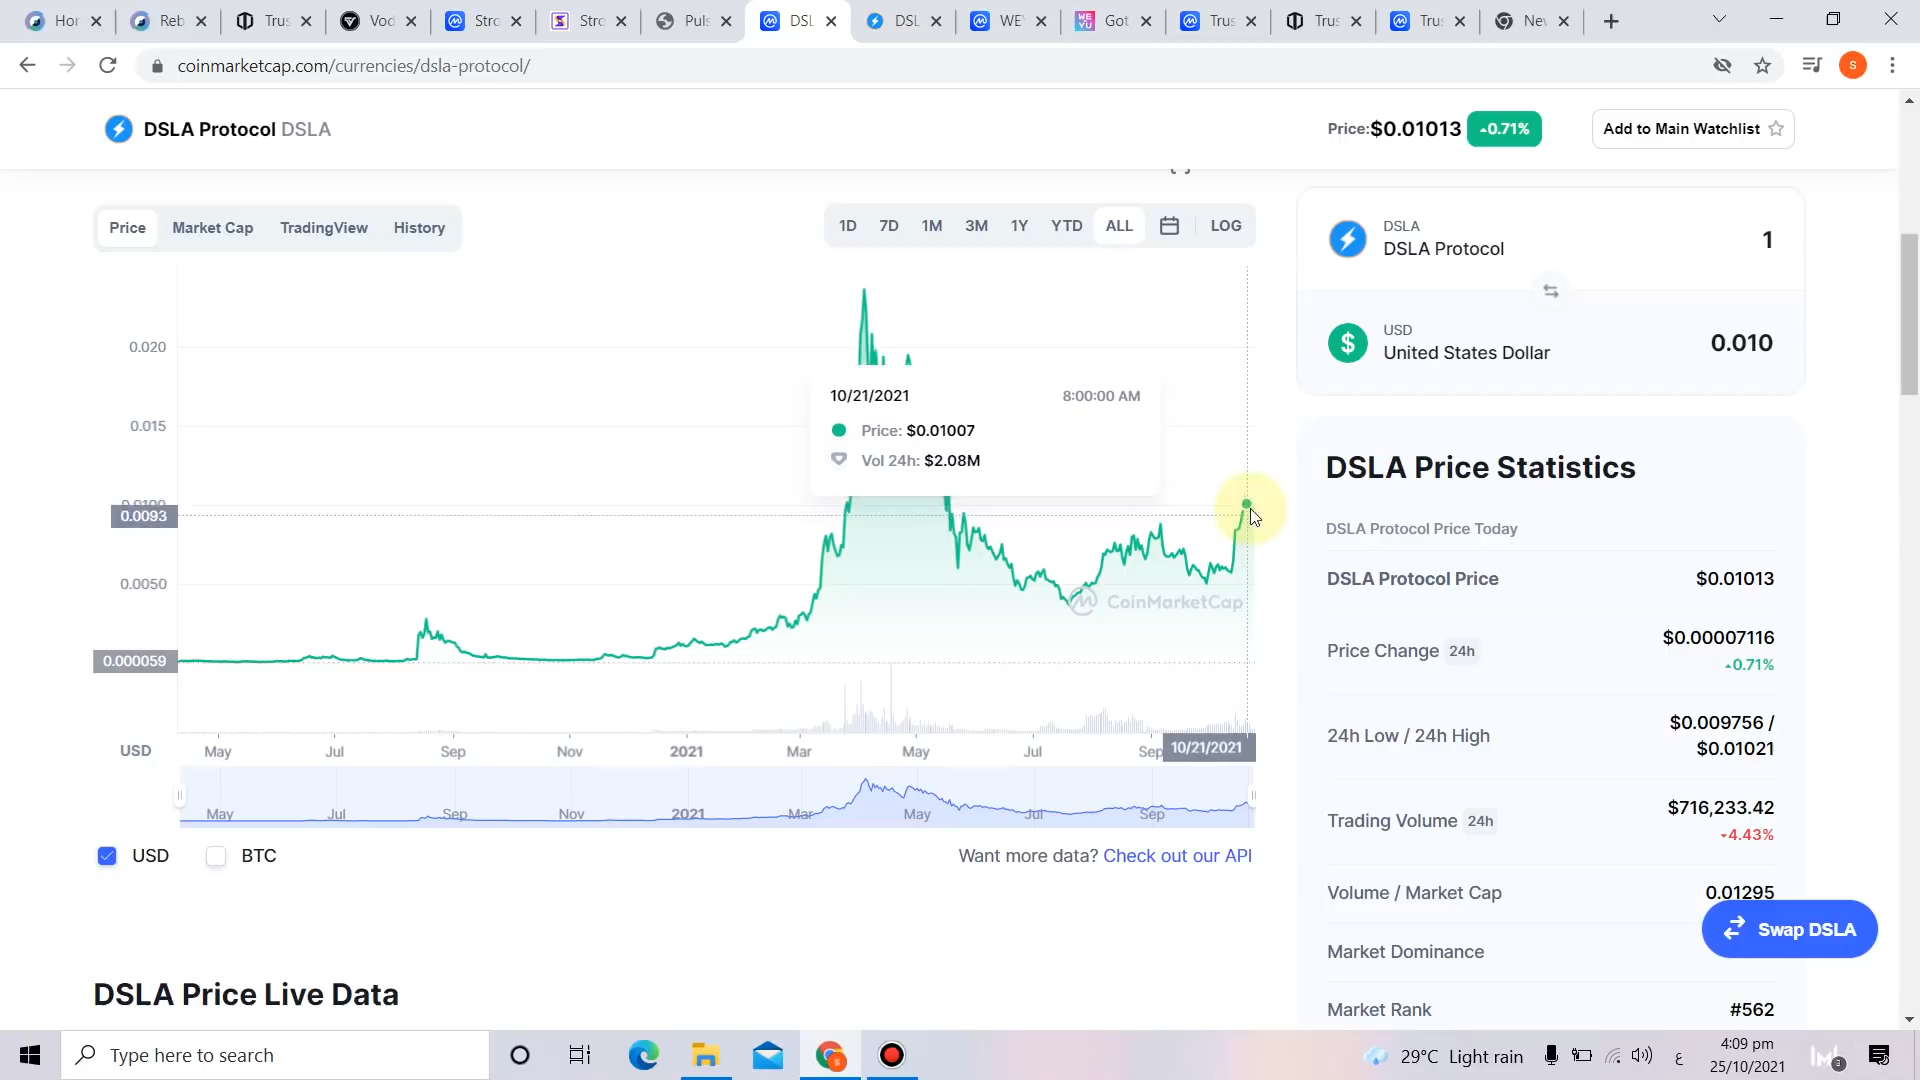 Hor
Reb
Trus
Vod
Stro
Stro
Puls
DSL
DSL
WE
Got
Trus
Trus
Trus
Nev
coinmarketcap.com/currencies/dsla-protocol/
S
DSLA Protocol DSLA
Price:$0.01013
0.71%
Add to Main Watchlist
Price
Market Cap
TradingView
History
1D
7D
1M
3M
1Y
YTD
ALL
LOG
0.020
0.015
0.0100
0.0093
0.0050
0.000059
10/21/2021
8:00:00 AM
Price: $0.01007
Vol 24h: $2.08M
CoinMarketCap
USD
May
Jul
Sep
Nov
2021
Mar
May
Jul
Sep
10/21/2021
May
Jul
Sep
Nov
2021
Mar
May
Jul
Sep
USD
BTC
Want more data? Check out our API
DSLA Price Live Data
DSLA
DSLA Protocol
1
USD
United States Dollar
0.010
DSLA Price Statistics
DSLA Protocol Price Today
DSLA Protocol Price
$0.01013
Price Change 24h
$0.00007116
0.71%
24h Low / 24h High
$0.009756 /
$0.01021
Trading Volume 24h
$716,233.42
4.43%
Volume / Market Cap
0.01295
Market Dominance
Market Rank
#562
Swap DSLA
Type here to search
29°C Light rain
ع
4:09 pm
25/10/2021
3